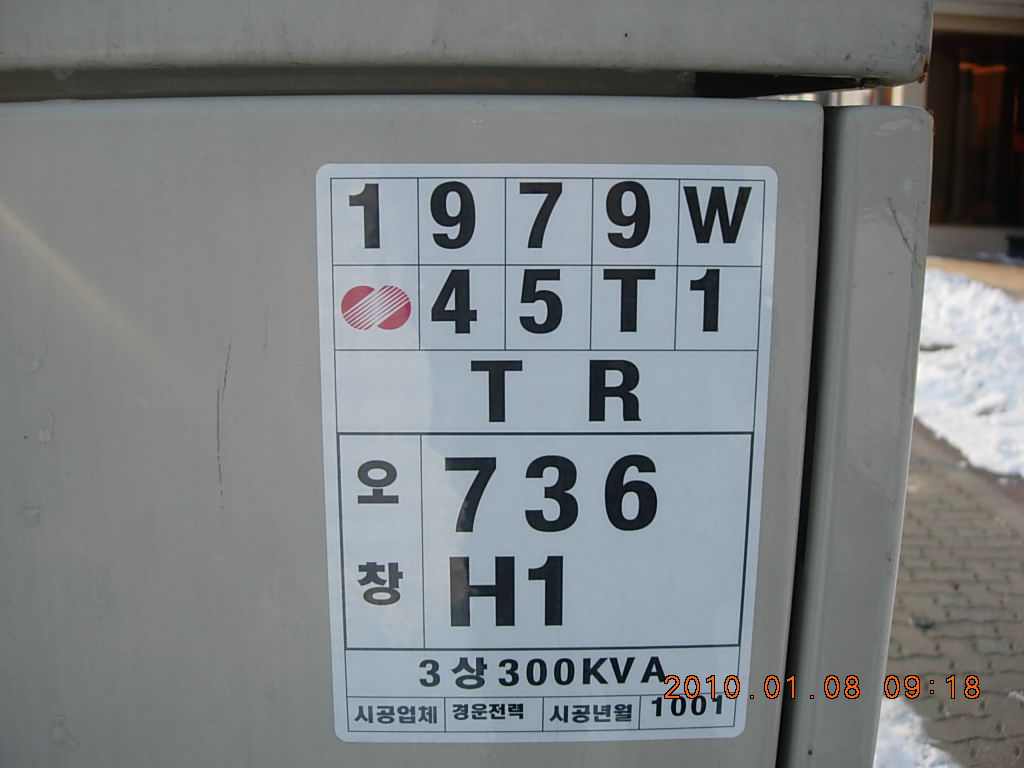 1979W
45T1
TR
오창 736
H1
3상300KVA
시공업체 경운전력 시공년월 1001
2010.01.08 09:18